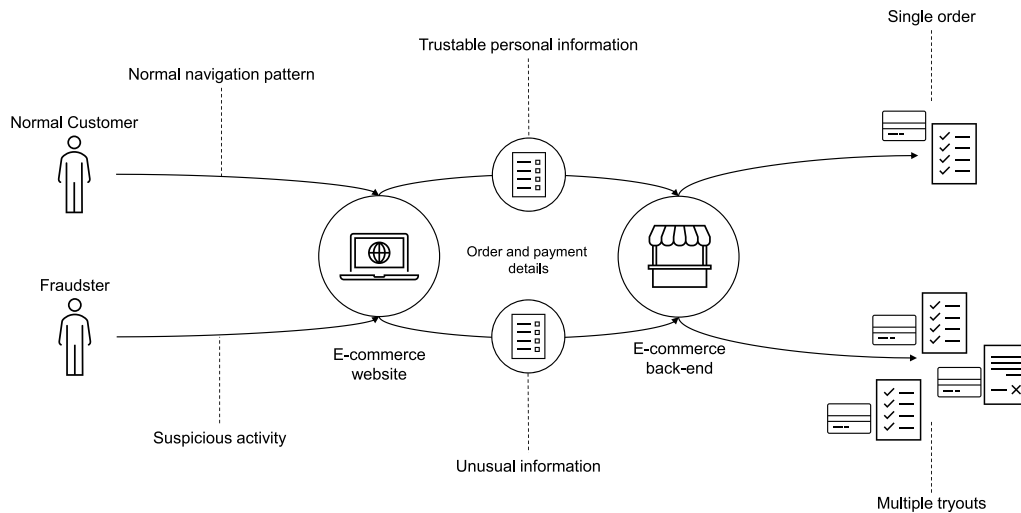 Single order
Trustable personal information
Normal navigation pattern
Normal Customer
Order and payment
details
Fraudster
E-commerce
website
E-commerce
back-end
Suspicious activity
Unusual information
Multiple tryouts